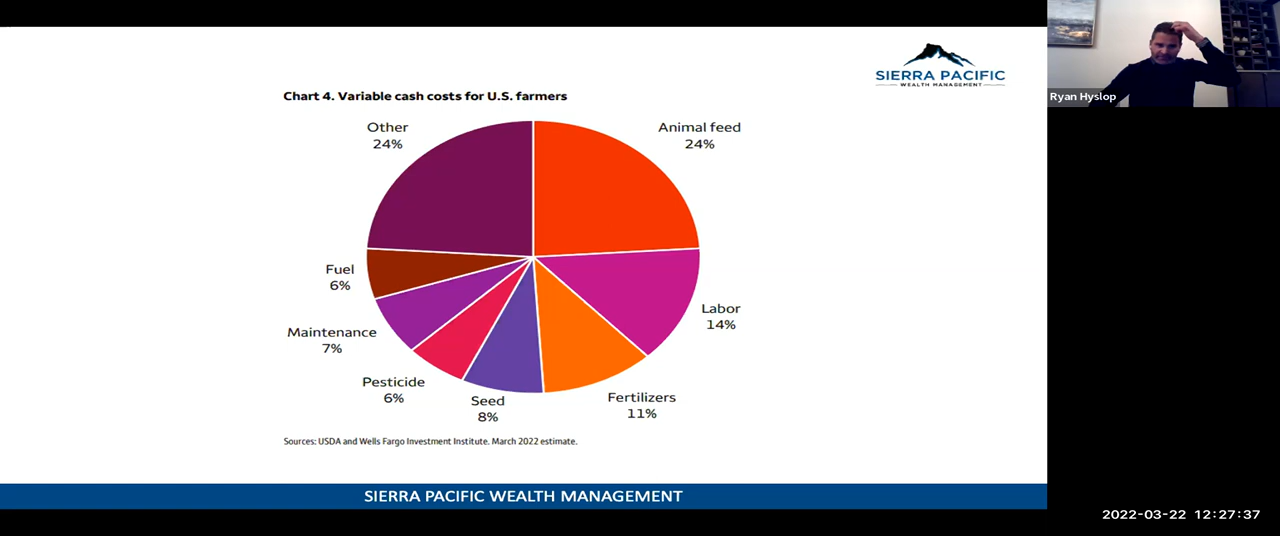 SIERRA PACIFIC
WEALTH MANAGEMENT
Ryan Hyslop
Chart 4. Variable cash costs for U.S. farmers
Other
24%
Animal feed
24%
Fuel
6%
Labor
14%
Maintenance
7%
Pesticide
6%
Seed
8%
Fertilizers
11%
Sources: USDA and Wells Fargo Investment Institute. March 2022 estimate.
SIERRA PACIFIC WEALTH MANAGEMENT
2022-03-22 12:27:37